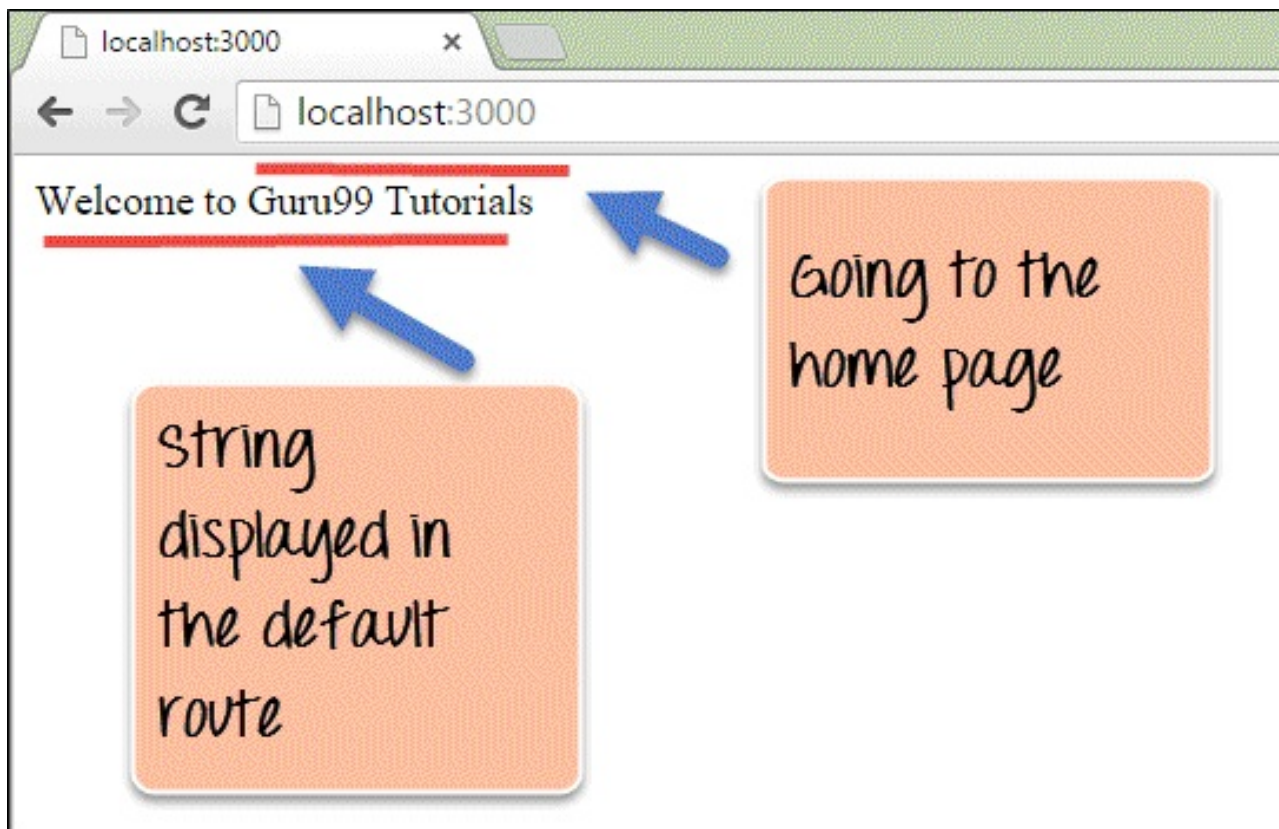 localhost:3000
localhost:3000
Welcome to Guru99 Tutorials
Going to the
home page
String
displayed in
the default
route